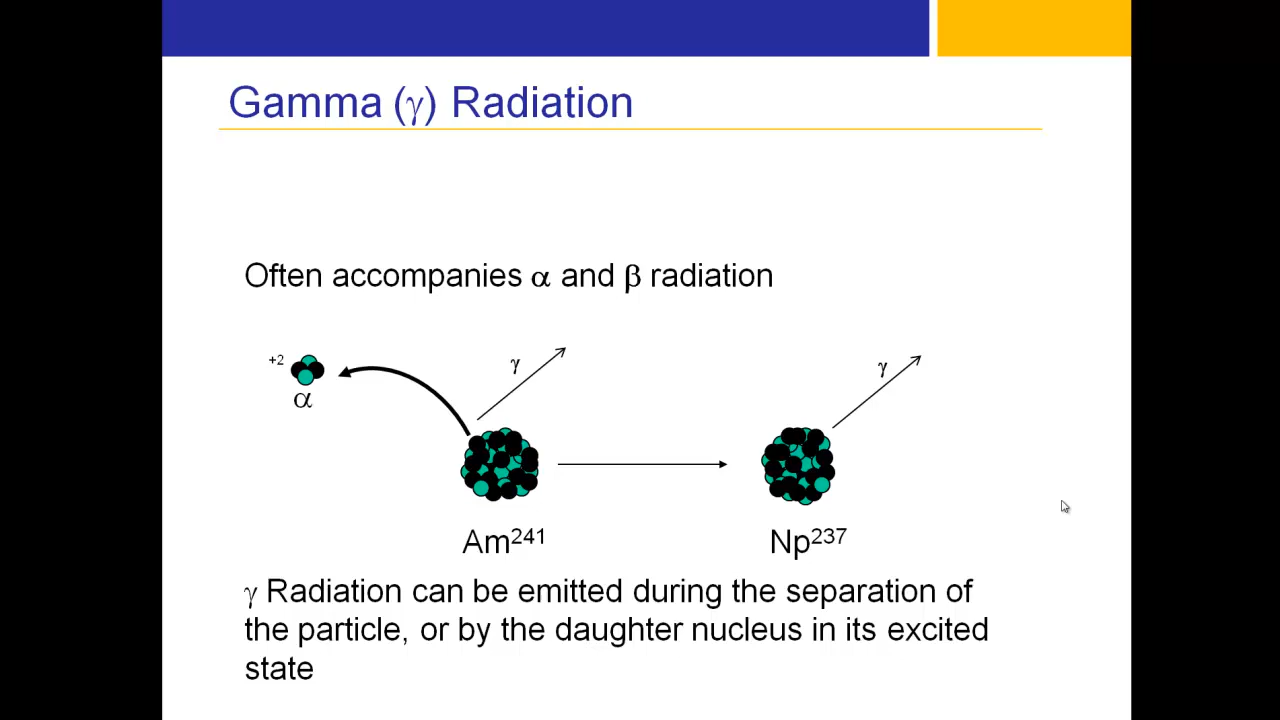 Gamma (γ) Radiation
Often accompanies α and β radiation
+2
α
γ
γ
Am²⁴¹
Np²³⁷
γ Radiation can be emitted during the separation of
the particle, or by the daughter nucleus in its excited
state